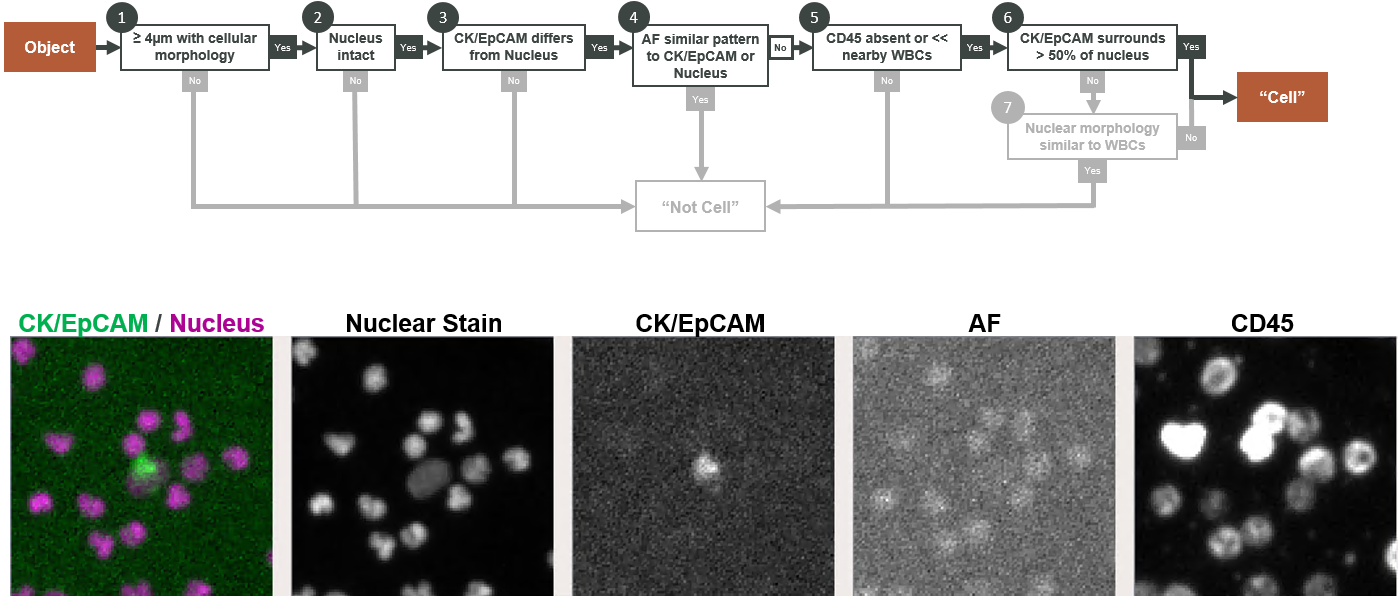 1
2
3
4
5
6
Object
≥ 4µm with cellular
morphology
Yes
No
Nucleus
intact
Yes
No
CK/EpCAM differs
from Nucleus
Yes
No
AF similar pattern
to CK/EpCAM or
Nucleus
No
Yes
CD45 absent or <<
nearby WBCs
Yes
No
CK/EpCAM surrounds
> 50% of nucleus
Yes
No
7
Nuclear morphology
similar to WBCs
No
Yes
“Cell”
“Not Cell”
CK/EpCAM / Nucleus
Nuclear Stain
CK/EpCAM
AF
CD45